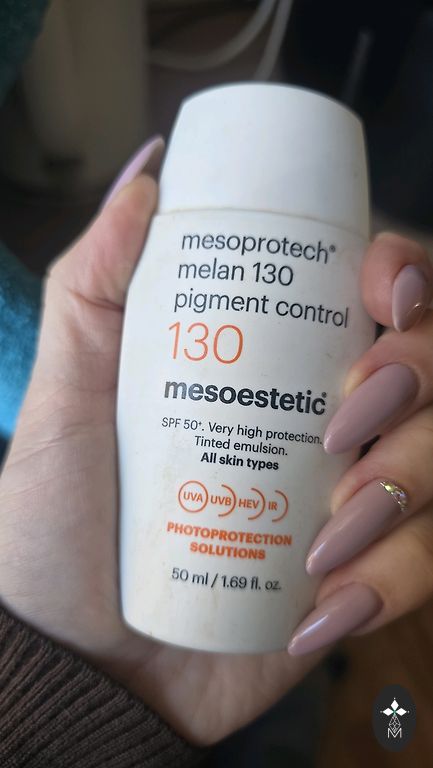 mesoprotech®
melan 130
pigment control
130
mesoestetic®
SPF 50+. Very high protection.
Tinted emulsion.
All skin types
UVA UVB HEV IR
PHOTOPROTECTION
SOLUTIONS
50 ml / 1.69 fl. oz.
M